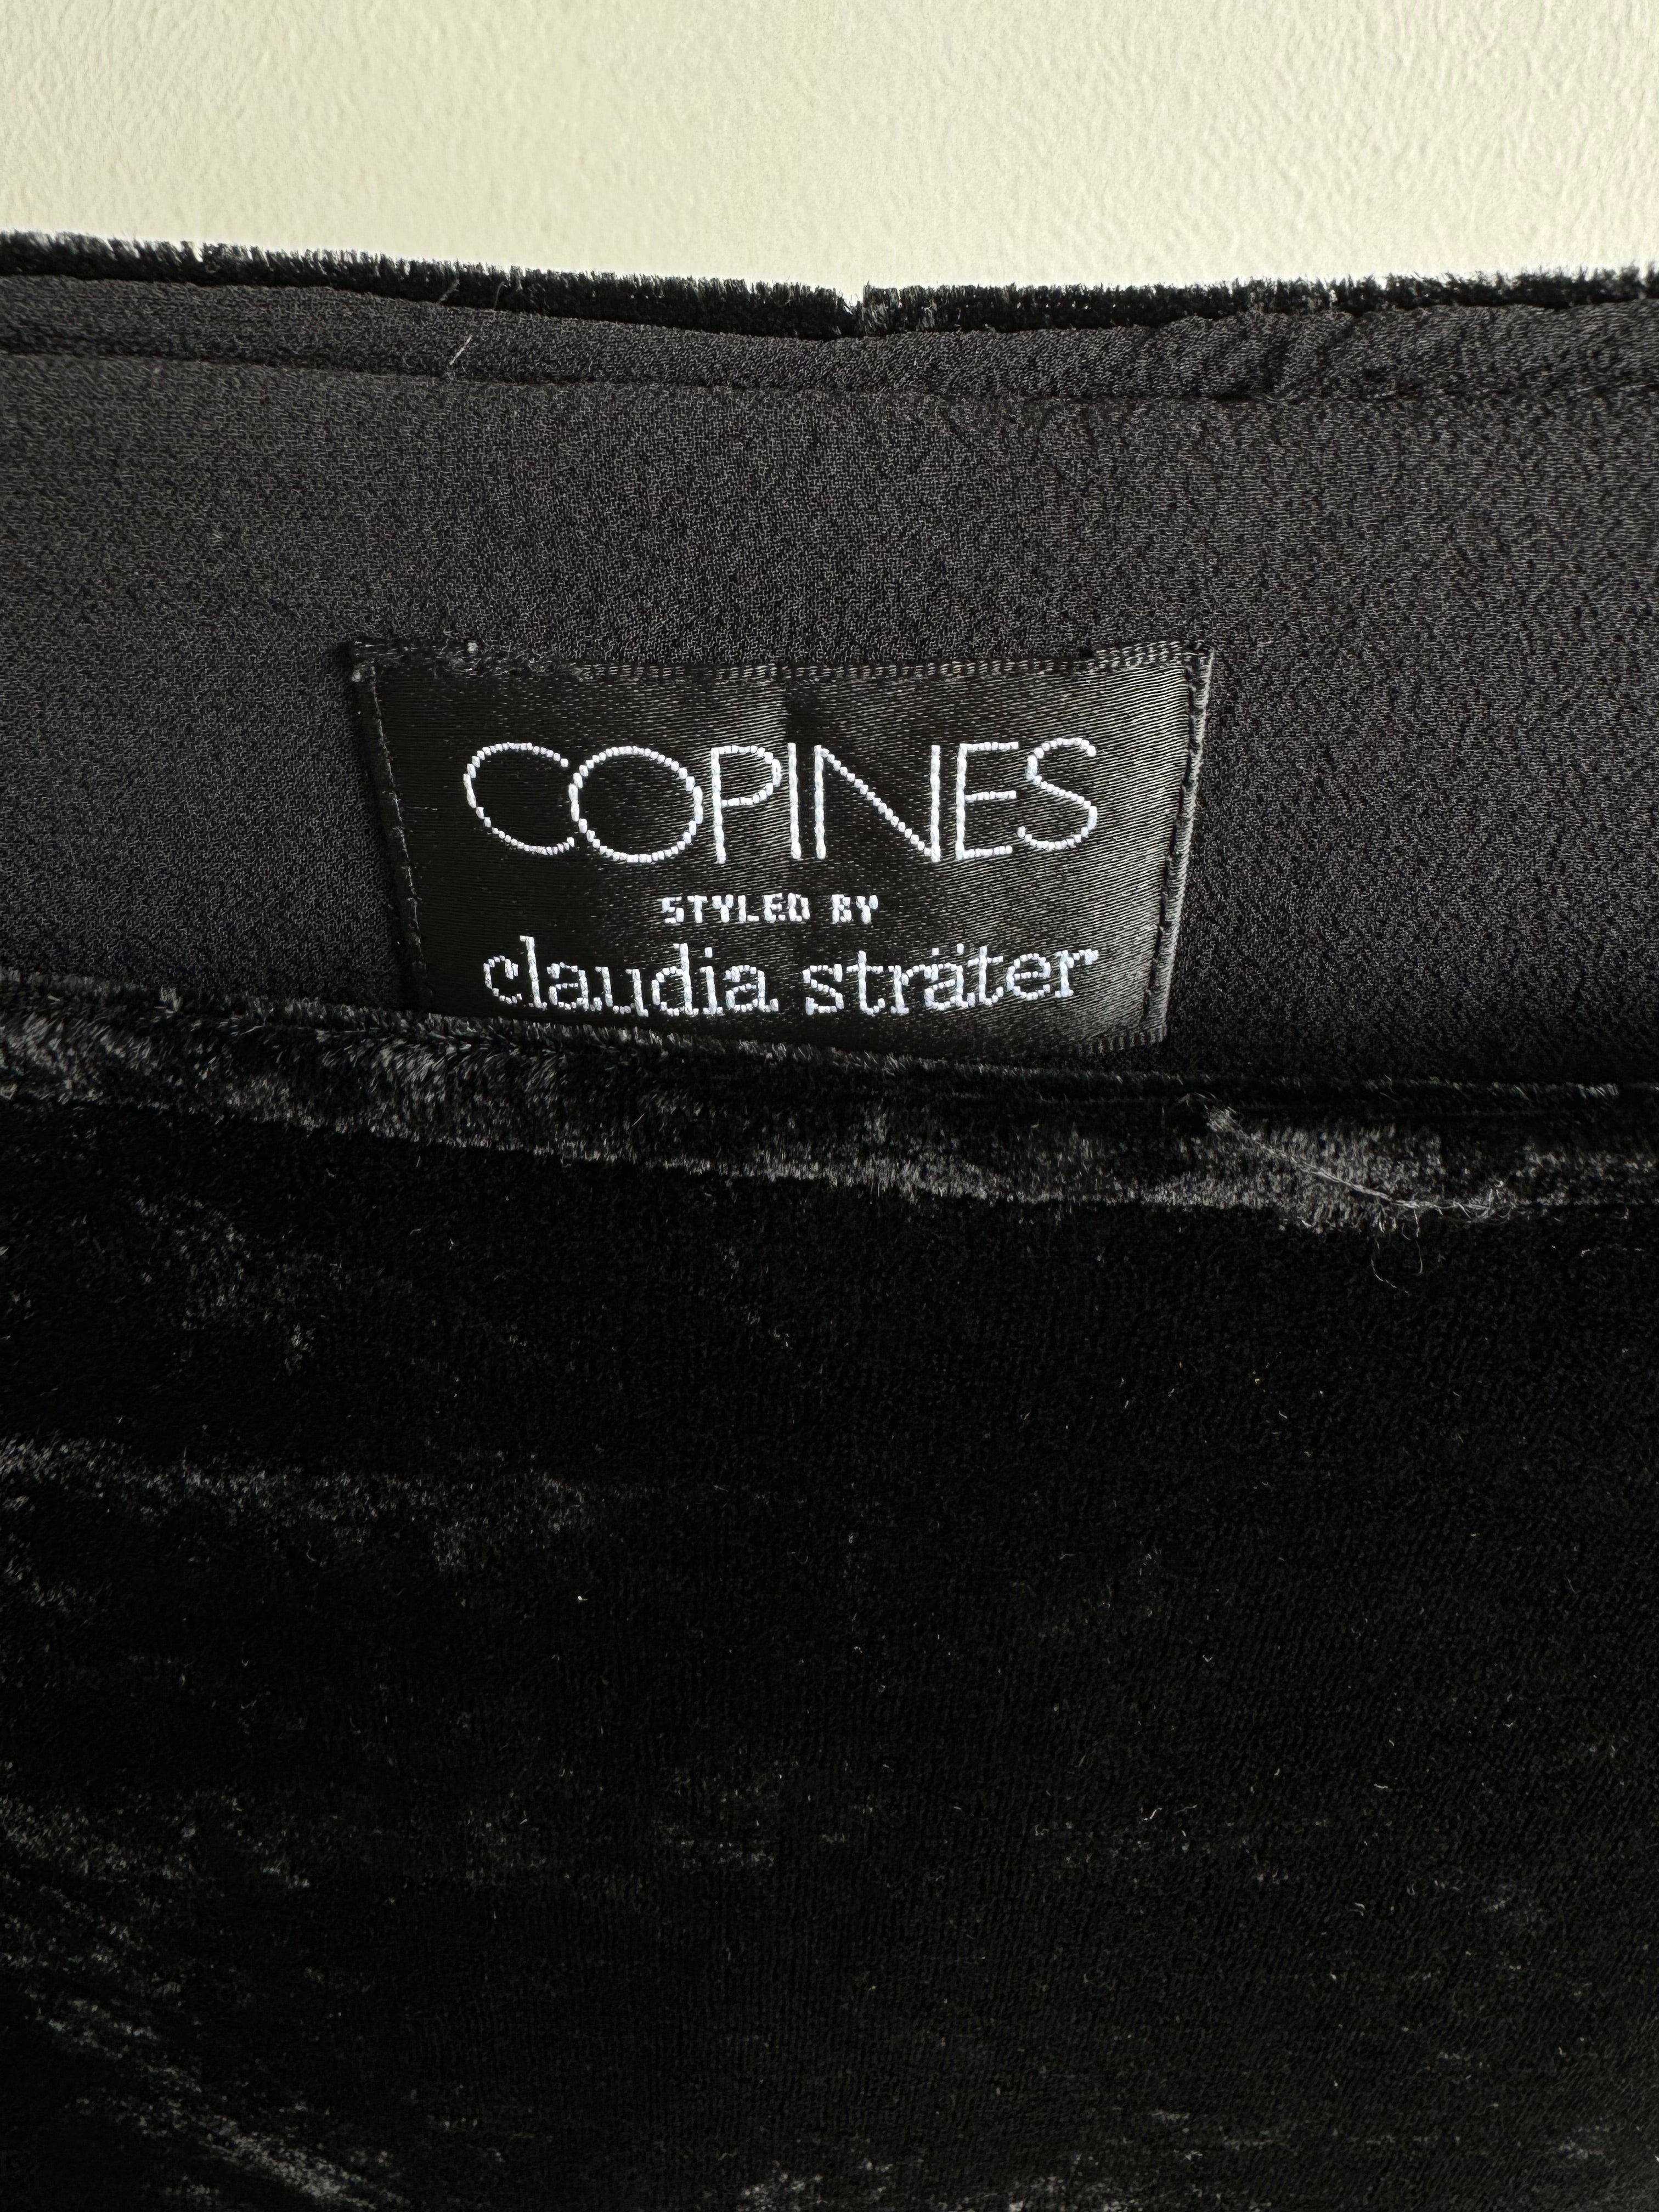 COPINES
STYLED BY
claudia sträter